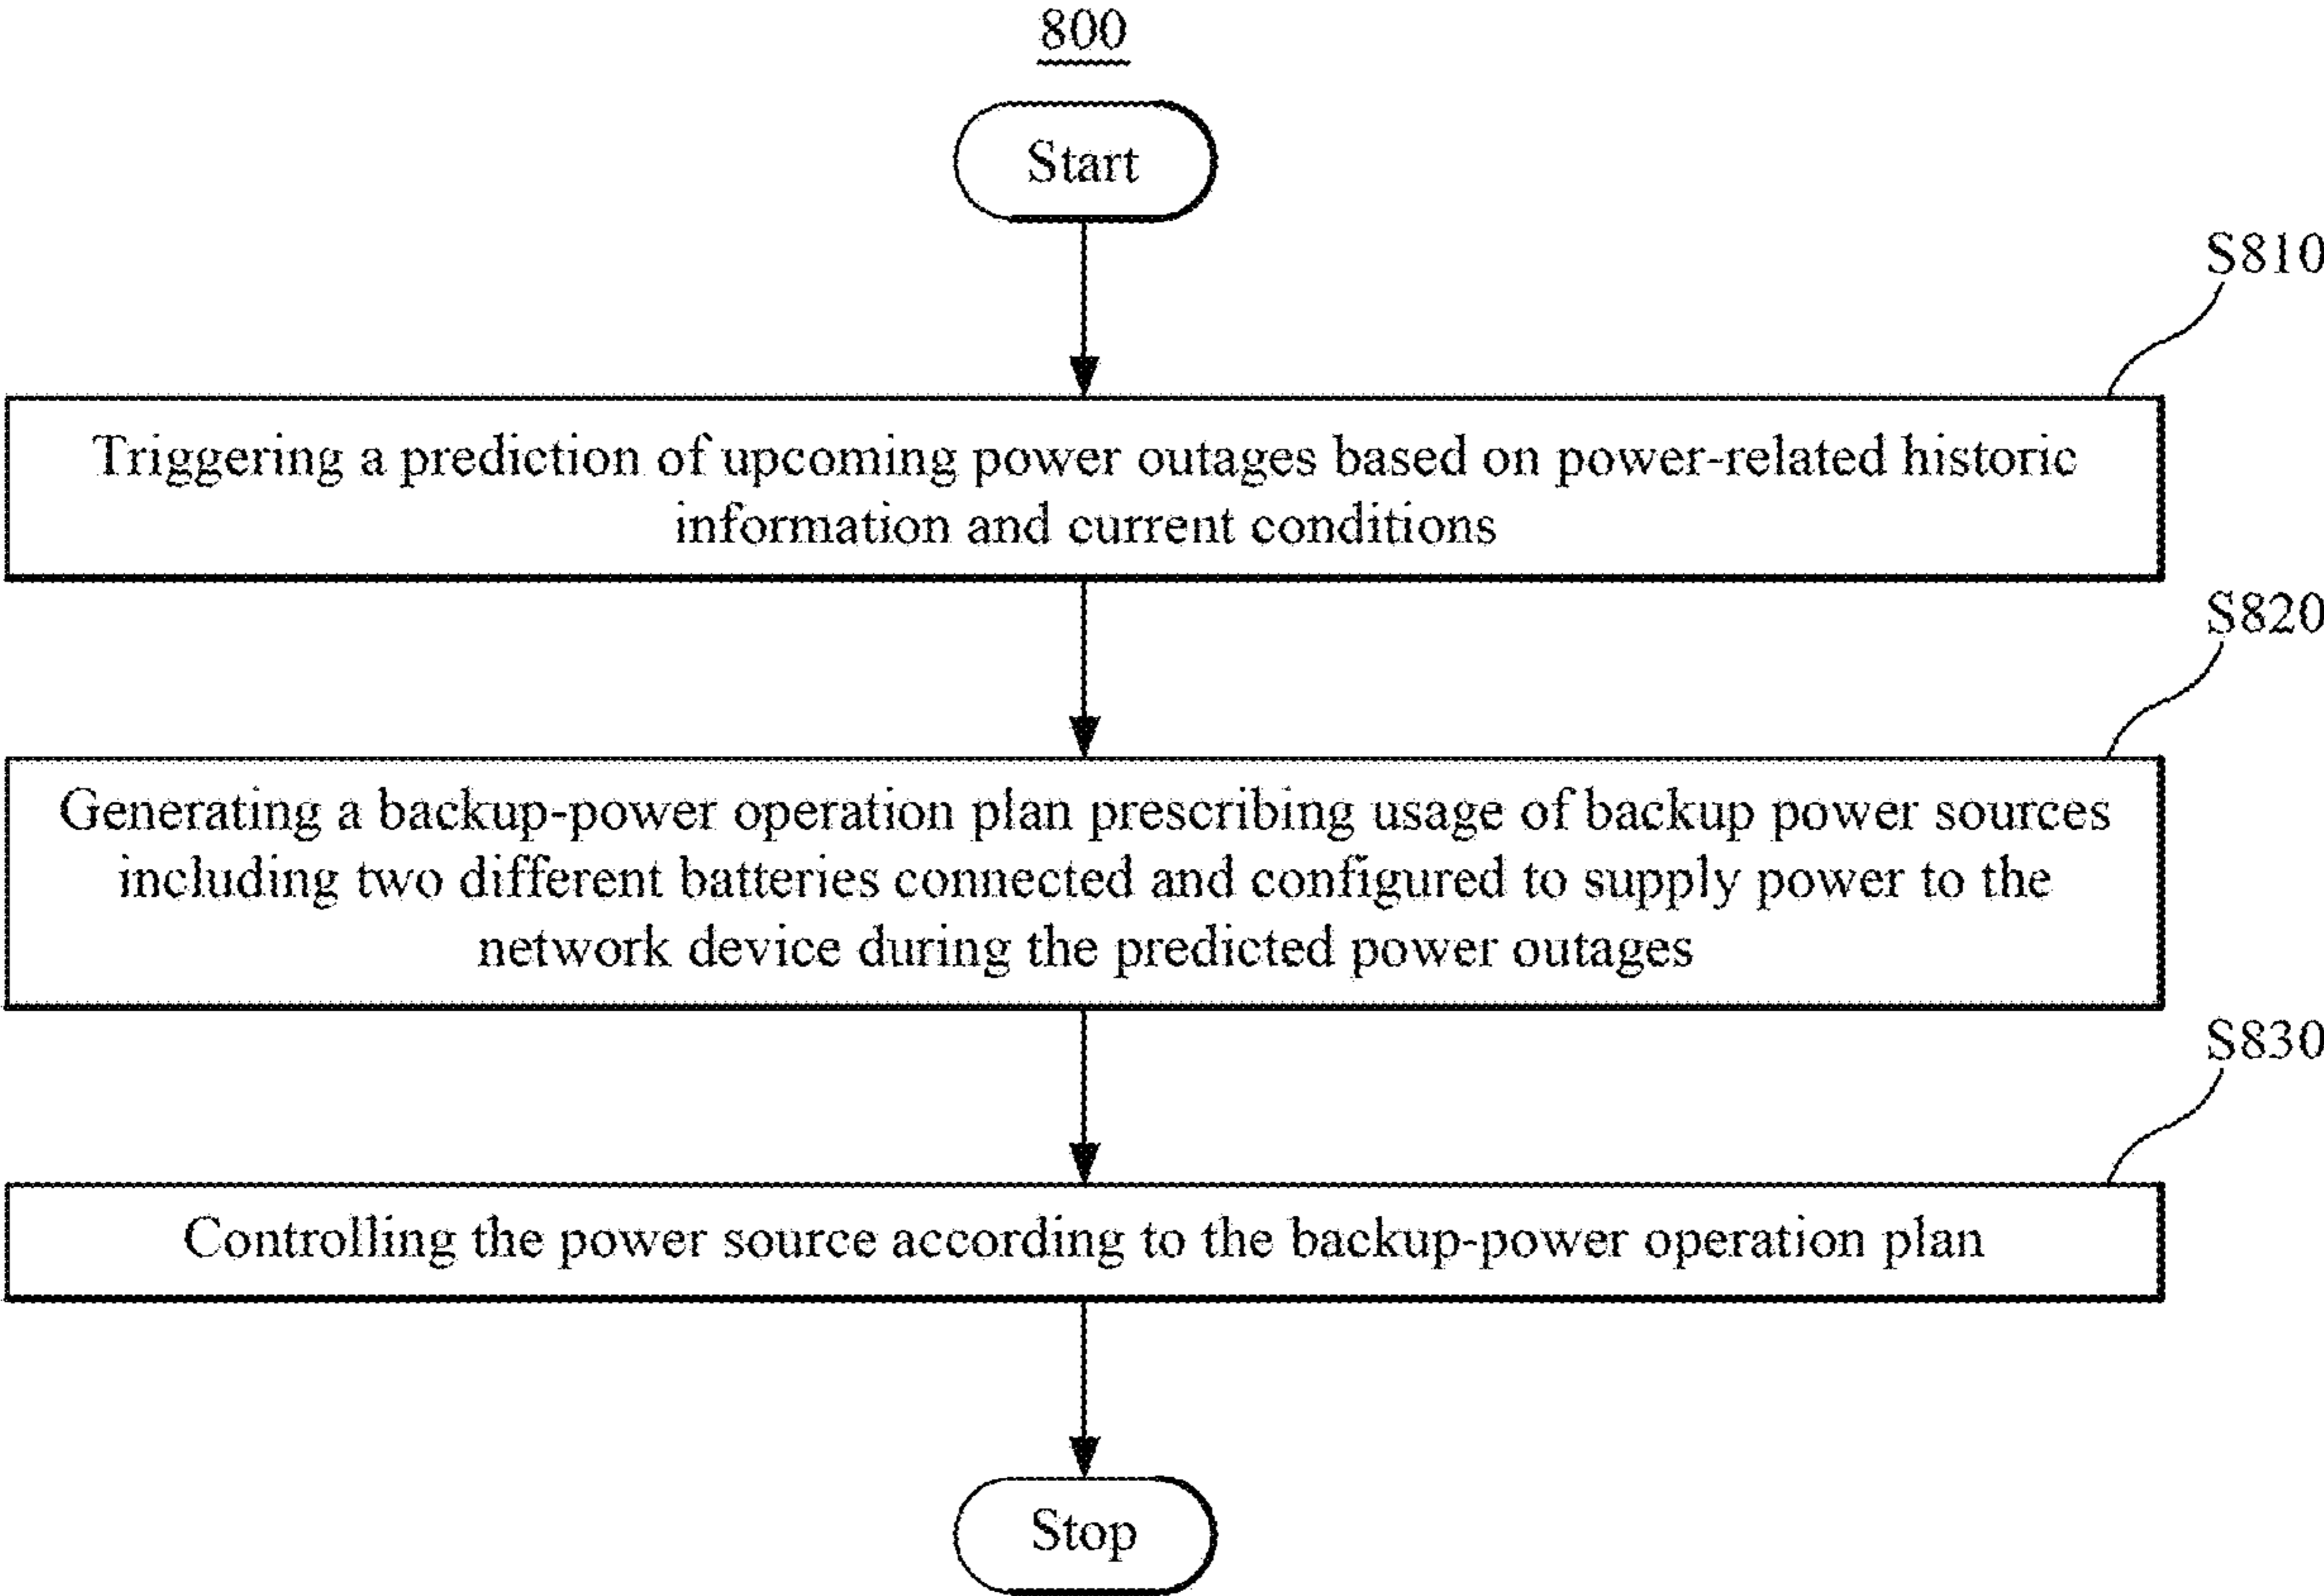 800
Start
S810
Triggering a prediction of upcoming power outages based on power-related historic
information and current conditions
S820
Generating a backup-power operation plan prescribing usage of backup power sources
including two different batteries connected and configured to supply power to the
network device during the predicted power outages
S830
Controlling the power source according to the backup-power operation plan
Stop